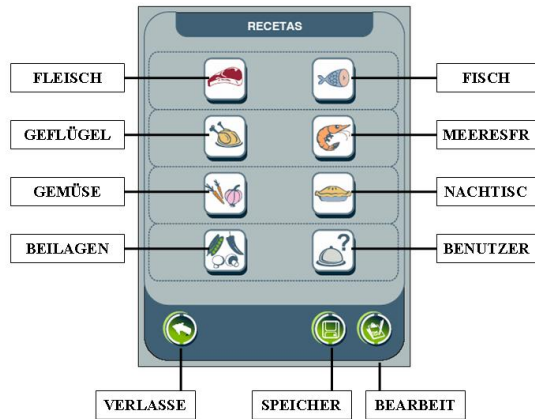 RECETAS
FLEISCH
FISCH
GEFLÜGEL
MEERESFR
GEMÜSE
NACHTISC
BEILAGEN
BENUTZER
?
VERLASSE
SPEICHER
BEARBEIT